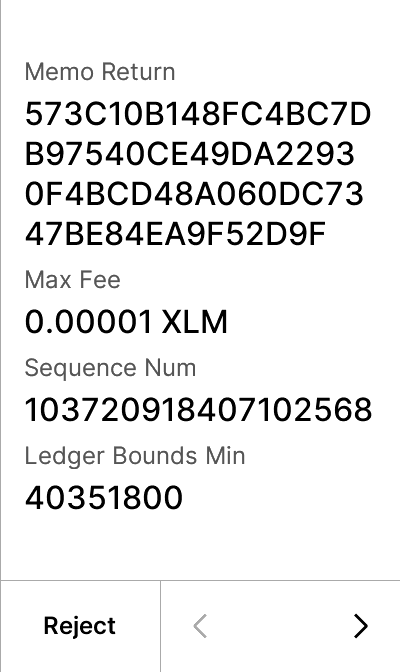 Memo Return
573C10B148FC4BC7D
B97540CE49DA2293
0F4BCD48A060DC73
47BE84EA9F52D9F
Max Fee
0.00001 XLM
Sequence Num
103720918407102568
Ledger Bounds Min
40351800
Reject